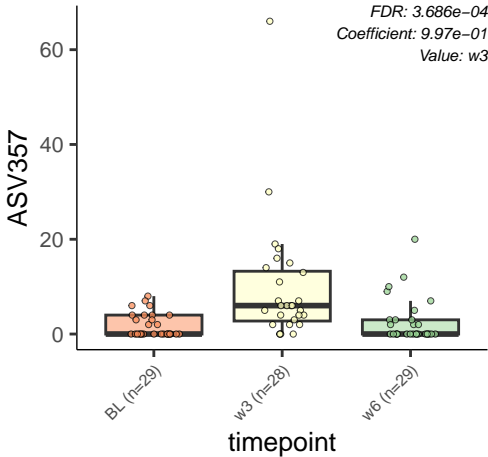 FDR: 3.686e−04
Coefficient: 9.97e−01
Value: w3
60
40
20
0
ASV357
BL (n=29)
w3 (n=28)
w6 (n=29)
timepoint